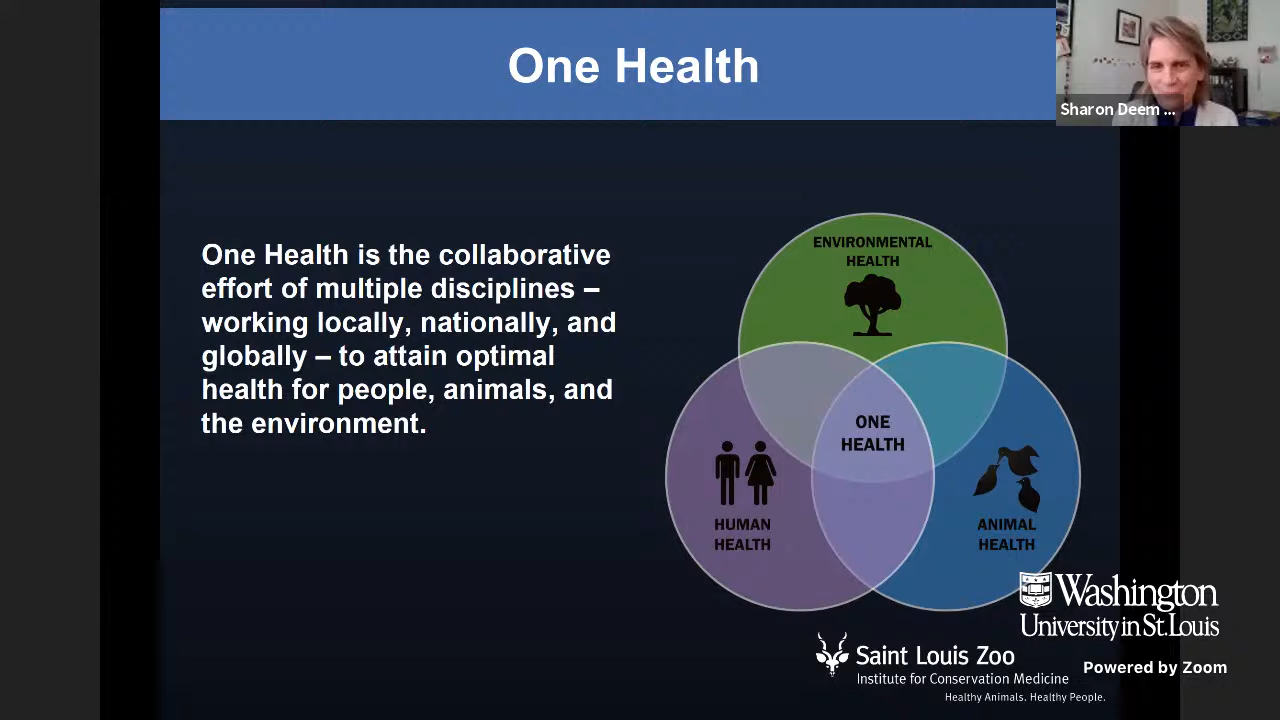 One Health
Sharon Deem ...
One Health is the collaborative
effort of multiple disciplines –
working locally, nationally, and
globally – to attain optimal
health for people, animals, and
the environment.
ENVIRONMENTAL
HEALTH
ONE
HEALTH
HUMAN
HEALTH
ANIMAL
HEALTH
Washington
University in St. Louis
Saint Louis Zoo
Institute for Conservation Medicine
Healthy Animals. Healthy People.
Powered by Zoom